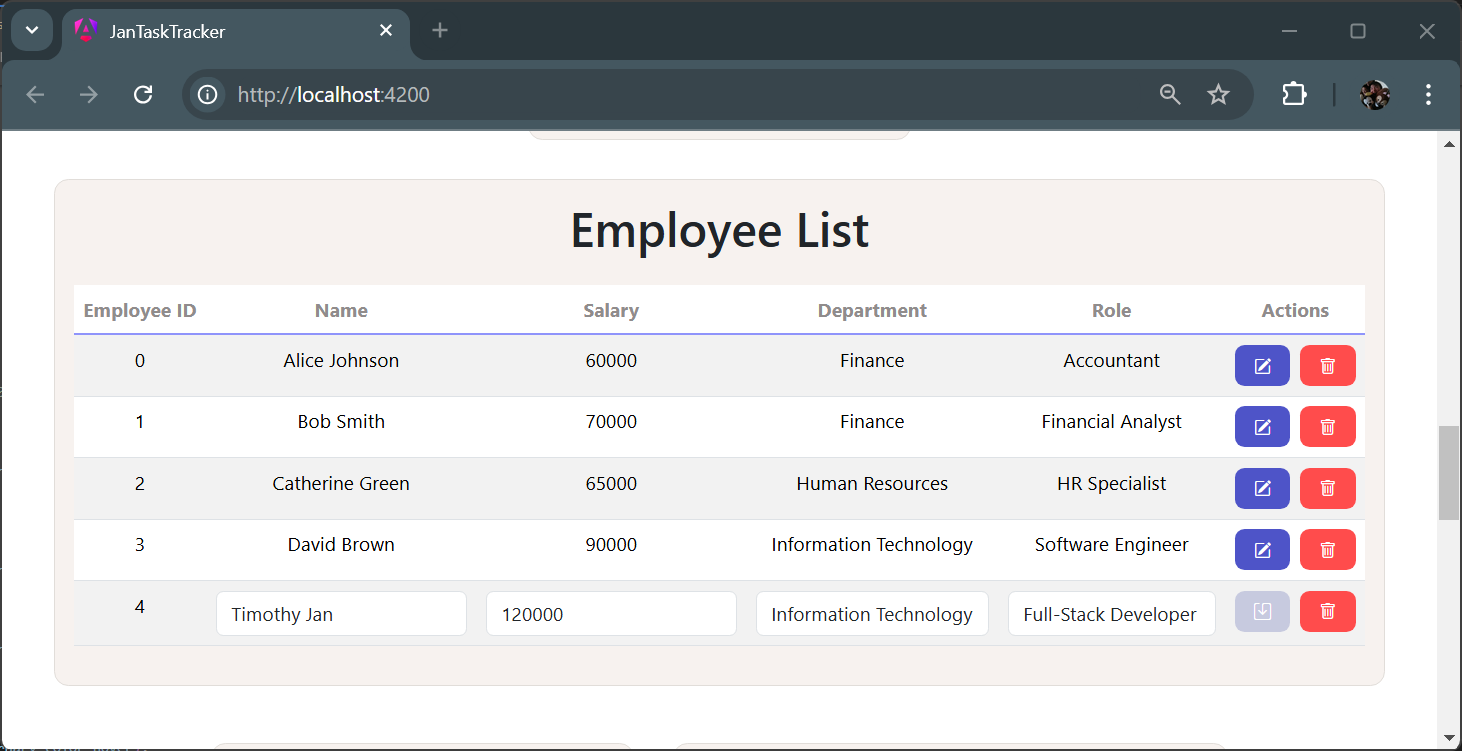 JanTaskTracker
http://localhost:4200
Employee List
Employee ID Name Salary Department Role Actions
0 Alice Johnson 60000 Finance Accountant
1 Bob Smith 70000 Finance Financial Analyst
2 Catherine Green 65000 Human Resources HR Specialist
3 David Brown 90000 Information Technology Software Engineer
4 Timothy Jan 120000 Information Technology Full-Stack Developer